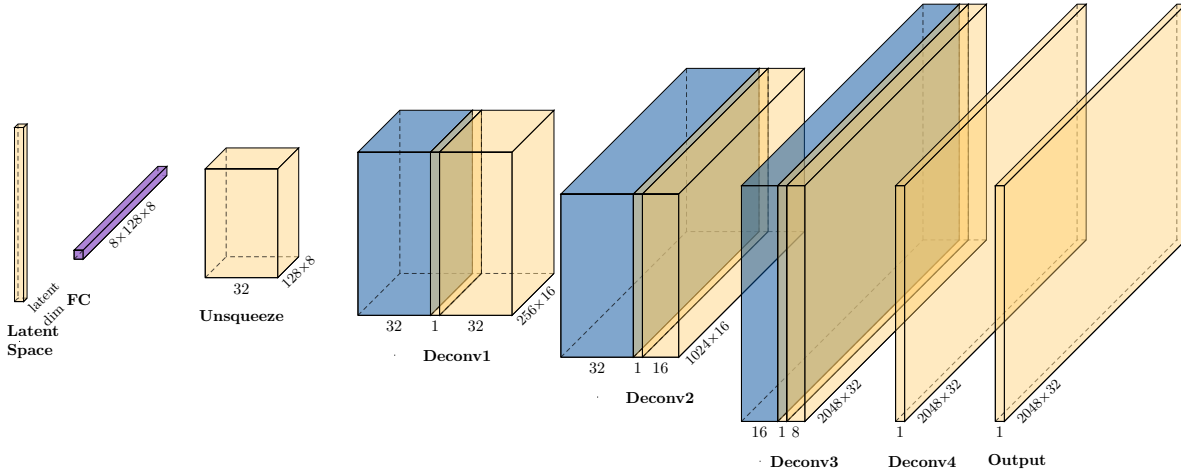 latent
dim
Latent
Space
8×128×8
FC
32
128×8
Unsqueeze
32
1
32
256×16
Deconv1
32
1
16
1024×16
Deconv2
16
1
8
2048×32
Deconv3
1
2048×32
Deconv4
1
2048×32
Output